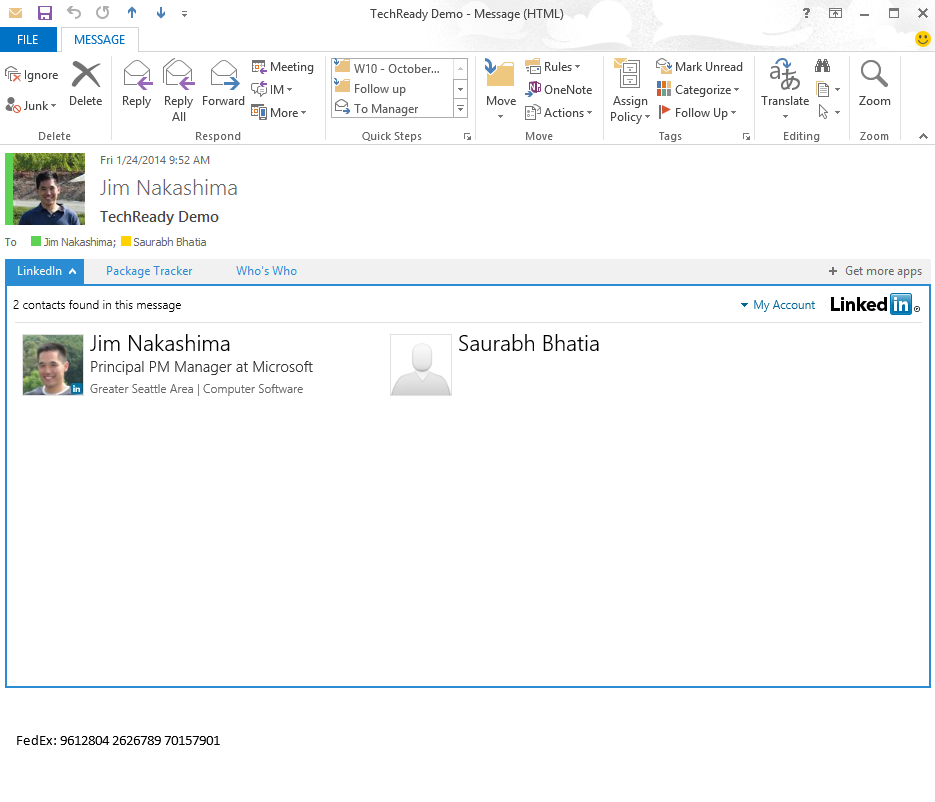 TechReady Demo - Message (HTML)
?
FILE
MESSAGE
Ignore
Junk
Delete
Reply
Reply All
Forward
Meeting
IM
More
W10 - October...
Follow up
To Manager
Move
Rules
OneNote
Actions
Assign Policy
Mark Unread
Categorize
Follow Up
Translate
Zoom
Delete
Respond
Quick Steps
Move
Tags
Editing
Zoom
Fri 1/24/2014 9:52 AM
Jim Nakashima
TechReady Demo
To Jim Nakashima; Saurabh Bhatia
LinkedIn Package Tracker Who's Who + Get more apps
2 contacts found in this message My Account Linked in ®
Jim Nakashima
Principal PM Manager at Microsoft
in Greater Seattle Area | Computer Software
Saurabh Bhatia
FedEx: 9612804 2626789 70157901